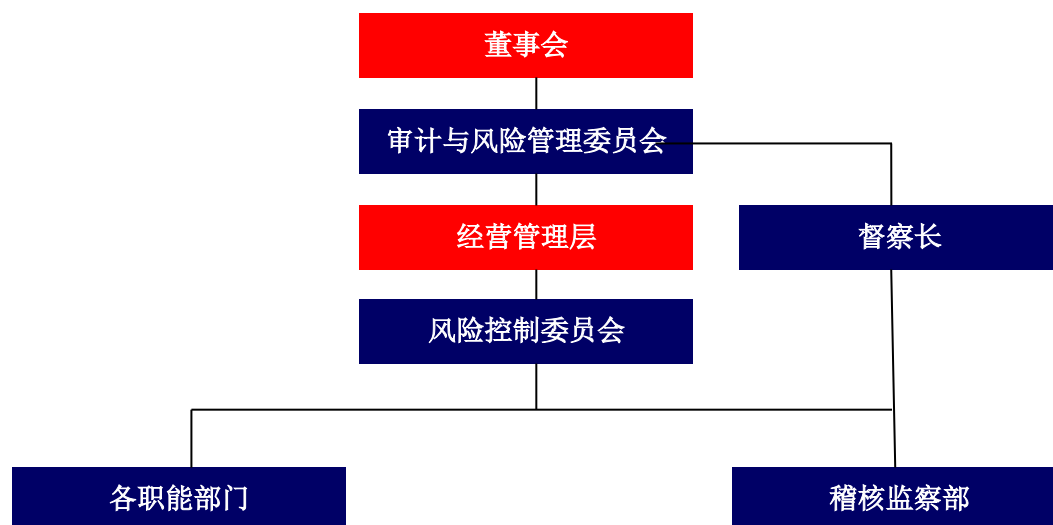 董事会
审计与风险管理委员会
经营管理层
督察长
风险控制委员会
各职能部门
稽核监察部